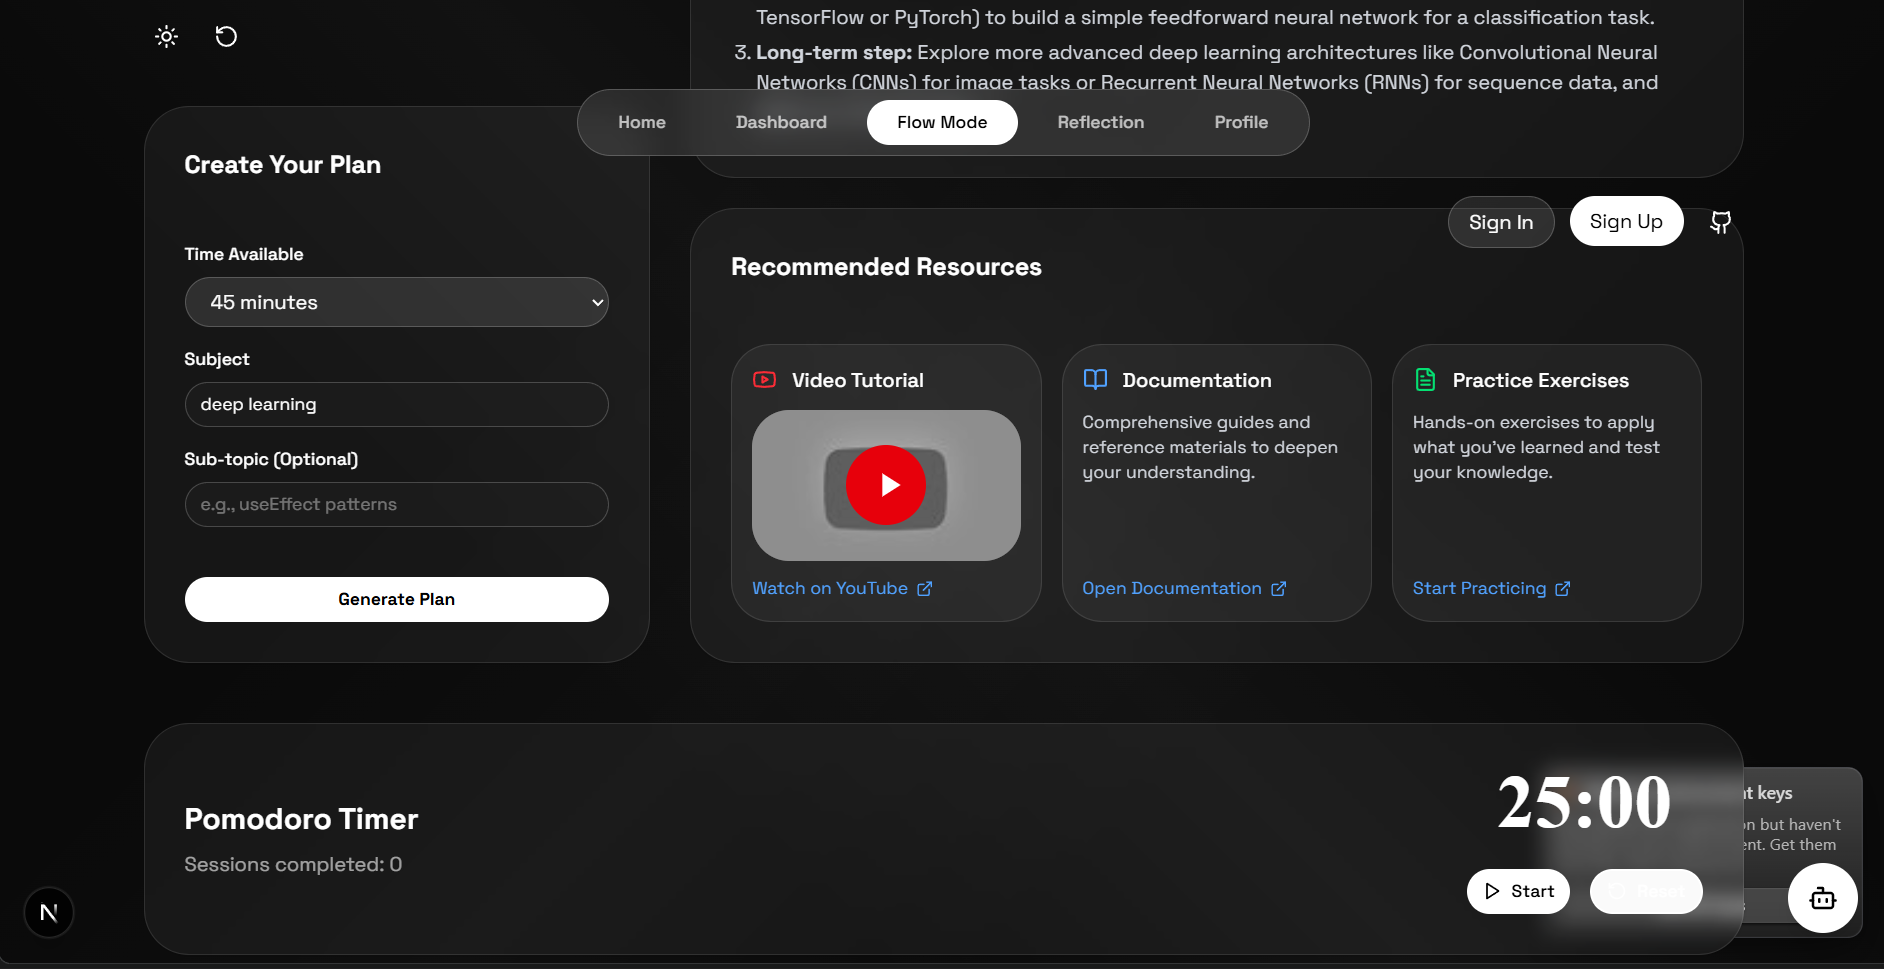 TensorFlow or PyTorch) to build a simple feedforward neural network for a classification task.
3. Long-term step: Explore more advanced deep learning architectures like Convolutional Neural
Networks (CNNs) for image tasks or Recurrent Neural Networks (RNNs) for sequence data, and
Home
Dashboard
Flow Mode
Reflection
Profile
Sign In
Sign Up
Create Your Plan
Time Available
45 minutes
Subject
deep learning
Sub-topic (Optional)
e.g., useEffect patterns
Generate Plan
Recommended Resources
Video Tutorial
Watch on YouTube
Documentation
Comprehensive guides and
reference materials to deepen
your understanding.
Open Documentation
Practice Exercises
Hands-on exercises to apply
what you've learned and test
your knowledge.
Start Practicing
Pomodoro Timer
Sessions completed: 0
25:00
Start
Reset
keys
but haven't
Get them
N